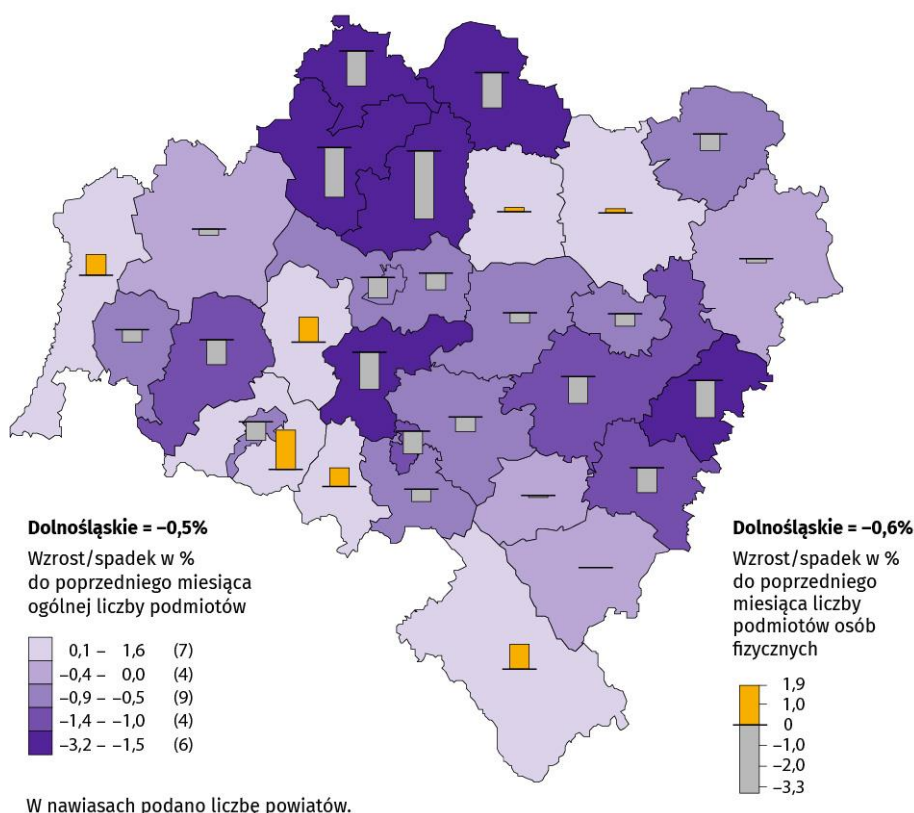 Dolnośląskie = –0,5%
Wzrost/spadek w %
do poprzedniego miesiąca
ogólnej liczby podmiotów
0,1 – 1,6 (7)
–0,4 – 0,0 (4)
–0,9 – –0,5 (9)
–1,4 – –1,0 (4)
–3,2 – –1,5 (6)
W nawiasach podano liczbę powiatów.
Dolnośląskie = –0,6%
Wzrost/spadek w %
do poprzedniego
miesiąca liczby
podmiotów osób
fizycznych
1,9
1,0
0
–1,0
–2,0
–3,3